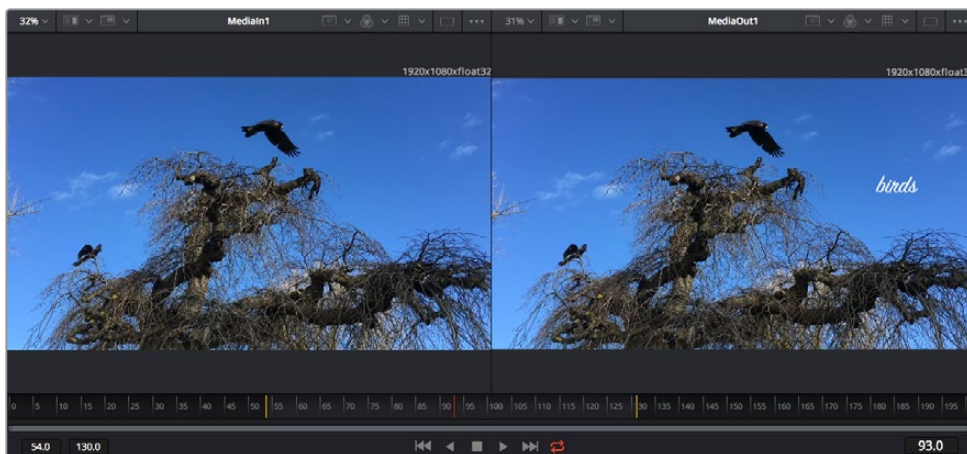 32% MediaIn1 31% MediaOut1
1920x1080xfloat32 1920x1080xfloat3
birds
0 5 10 15 20 25 30 35 40 45 50 55 60 65 70 75 80 85 90 95 100 105 110 115 120 125 130 135 140 145 150 155 160 165 170 175 180 185 190 195
54.0 130.0 93.0